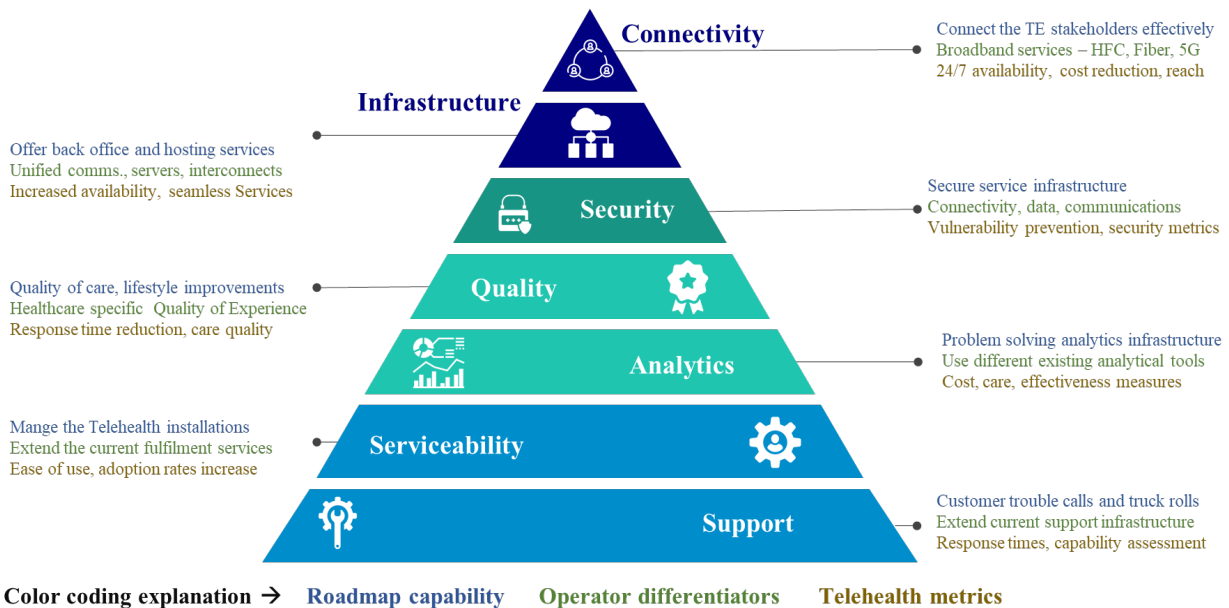 Connectivity
Connect the TE stakeholders effectively
Broadband services – HFC, Fiber, 5G
24/7 availability, cost reduction, reach
Infrastructure
Offer back office and hosting services
Unified comms., servers, interconnects
Increased availability, seamless Services
Security
Secure service infrastructure
Connectivity, data, communications
Vulnerability prevention, security metrics
Quality
Quality of care, lifestyle improvements
Healthcare specific Quality of Experience
Response time reduction, care quality
Analytics
Problem solving analytics infrastructure
Use different existing analytical tools
Cost, care, effectiveness measures
Serviceability
Mange the Telehealth installations
Extend the current fulfilment services
Ease of use, adoption rates increase
Support
Customer trouble calls and truck rolls
Extend current support infrastructure
Response times, capability assessment
Color coding explanation → Roadmap capability Operator differentiators Telehealth metrics